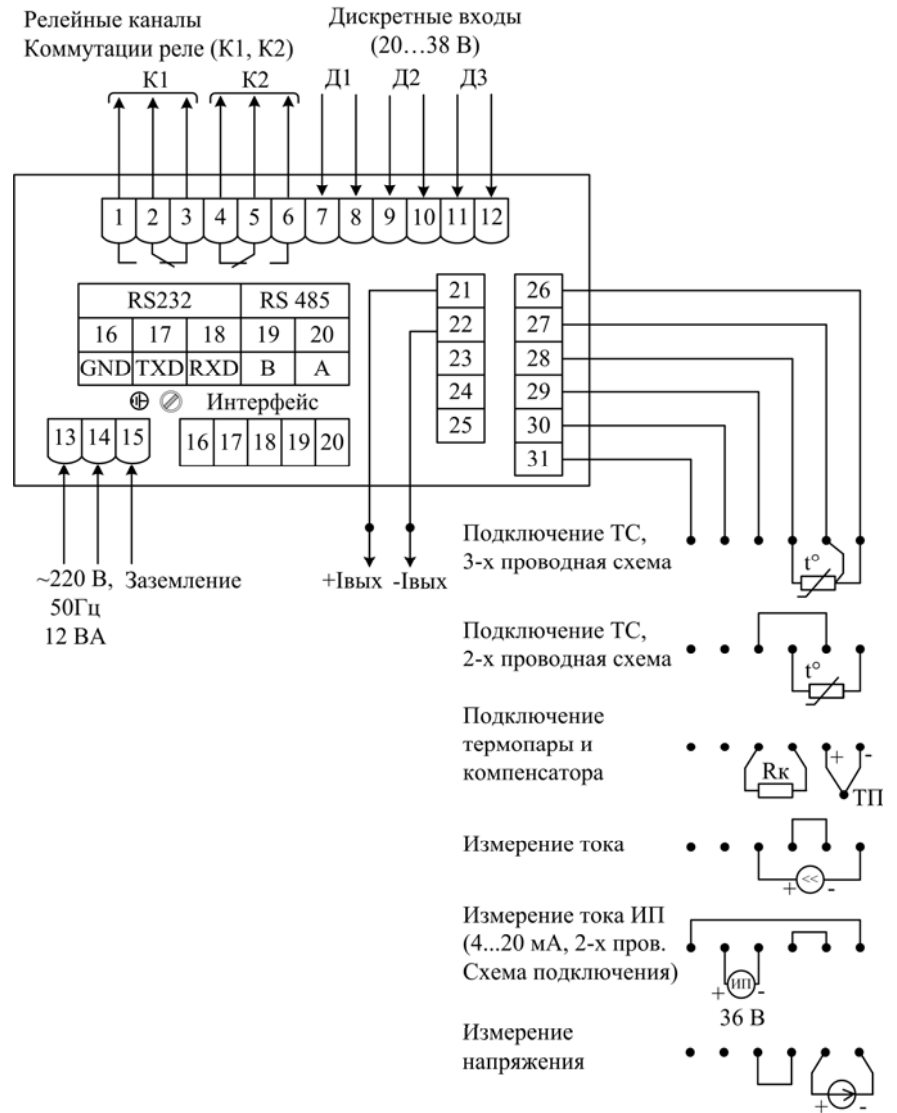 Релейные каналы
Коммутации реле (К1, К2)
К1 К2
Дискретные входы
(20…38 В)
Д1 Д2 Д3
1 2 3 4 5 6 7 8 9 10 11 12
RS232 RS 485
16 17 18 19 20
GND TXD RXD B A
Интерфейс
13 14 15
16 17 18 19 20
21
22
23
24
25
26
27
28
29
30
31
~220 В,
50Гц
12 ВА
Заземление
+Iвых -Iвых
Подключение ТС,
3-х проводная схема
t°
Подключение ТС,
2-х проводная схема
t°
Подключение
термопары и
компенсатора
Rк
+ -
ТП
Измерение тока
+ << -
Измерение тока ИП
(4...20 мА, 2-х пров.
Схема подключения)
+ ИП -
36 В
Измерение
напряжения
+ -